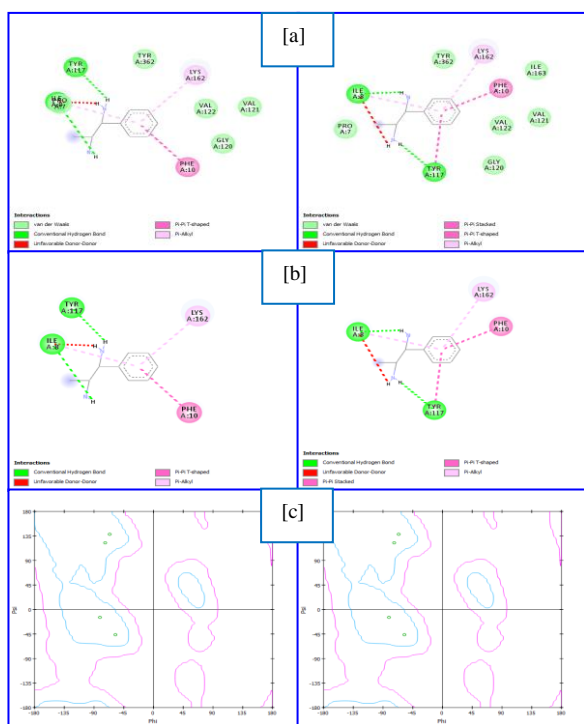 [a]
TYR
A:117
TYR
A:362
LYS
A:162
ILE
A:8
PRO
A:7
VAL
A:122
VAL
A:121
GLY
A:120
PHE
A:10
H
H
Interactions
van der Waals
Conventional Hydrogen Bond
Unfavorable Donor-Donor
Pi-Pi T-shaped
Pi-Alkyl
TYR
A:362
LYS
A:162
ILE
A:163
ILE
A:8
PHE
A:10
PRO
A:7
VAL
A:122
VAL
A:121
TYR
A:117
GLY
A:120
H
H
H
Interactions
van der Waals
Conventional Hydrogen Bond
Unfavorable Donor-Donor
Pi-Pi Stacked
Pi-Pi T-shaped
Pi-Alkyl
[b]
TYR
A:117
LYS
A:162
ILE
A:8
PHE
A:10
H
H
H
Interactions
Conventional Hydrogen Bond
Unfavorable Donor-Donor
Pi-Pi T-shaped
Pi-Alkyl
LYS
A:162
ILE
A:8
PHE
A:10
TYR
A:117
H
H
H
Interactions
Conventional Hydrogen Bond
Unfavorable Donor-Donor
Pi-Pi Stacked
Pi-Pi T-shaped
Pi-Alkyl
[c]
180
135
90
45
0
-45
-90
-135
-180
Psi
-180 -135 -90 -45 0 45 90 135 180
Phi
180
135
90
45
0
-45
-90
-135
-180
Psi
-180 -135 -90 -45 0 45 90 135 180
Phi